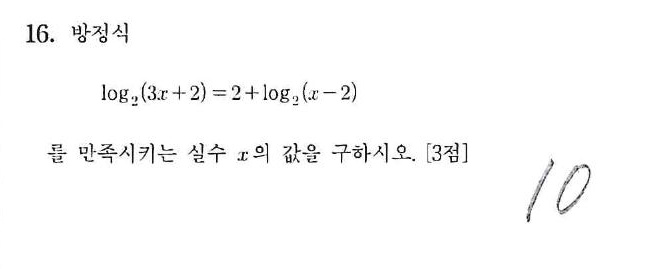 16. 방정식
log₂(3x+2)=2+log₂(x-2)
를 만족시키는 실수 x의 값을 구하시오. [3점]
10